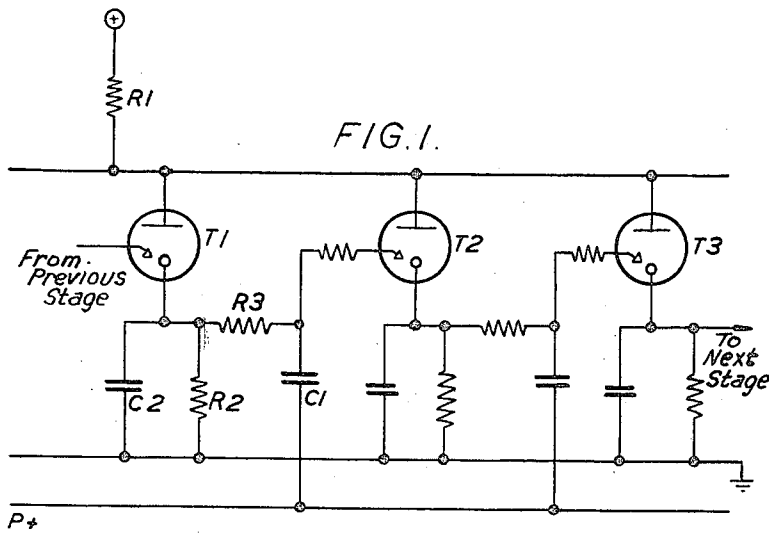 +
R1
FIG.1.
T1
T2
T3
From.
Previous
Stage
R3
C2
R2
C1
To
Next
Stage
P+